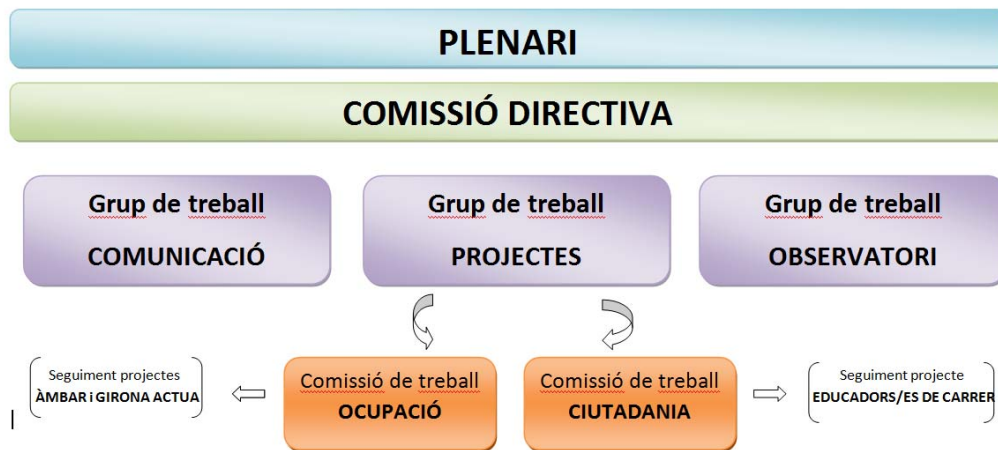 PLENARI
COMISSIÓ DIRECTIVA
Grup de treball
COMUNICACIÓ
Grup de treball
PROJECTES
Grup de treball
OBSERVATORI
Seguiment projectes
ÀMBAR i GIRONA ACTUA
Comissió de treball
OCUPACIÓ
Comissió de treball
CIUTADANIA
Seguiment projecte
EDUCADORS/ES DE CARRER